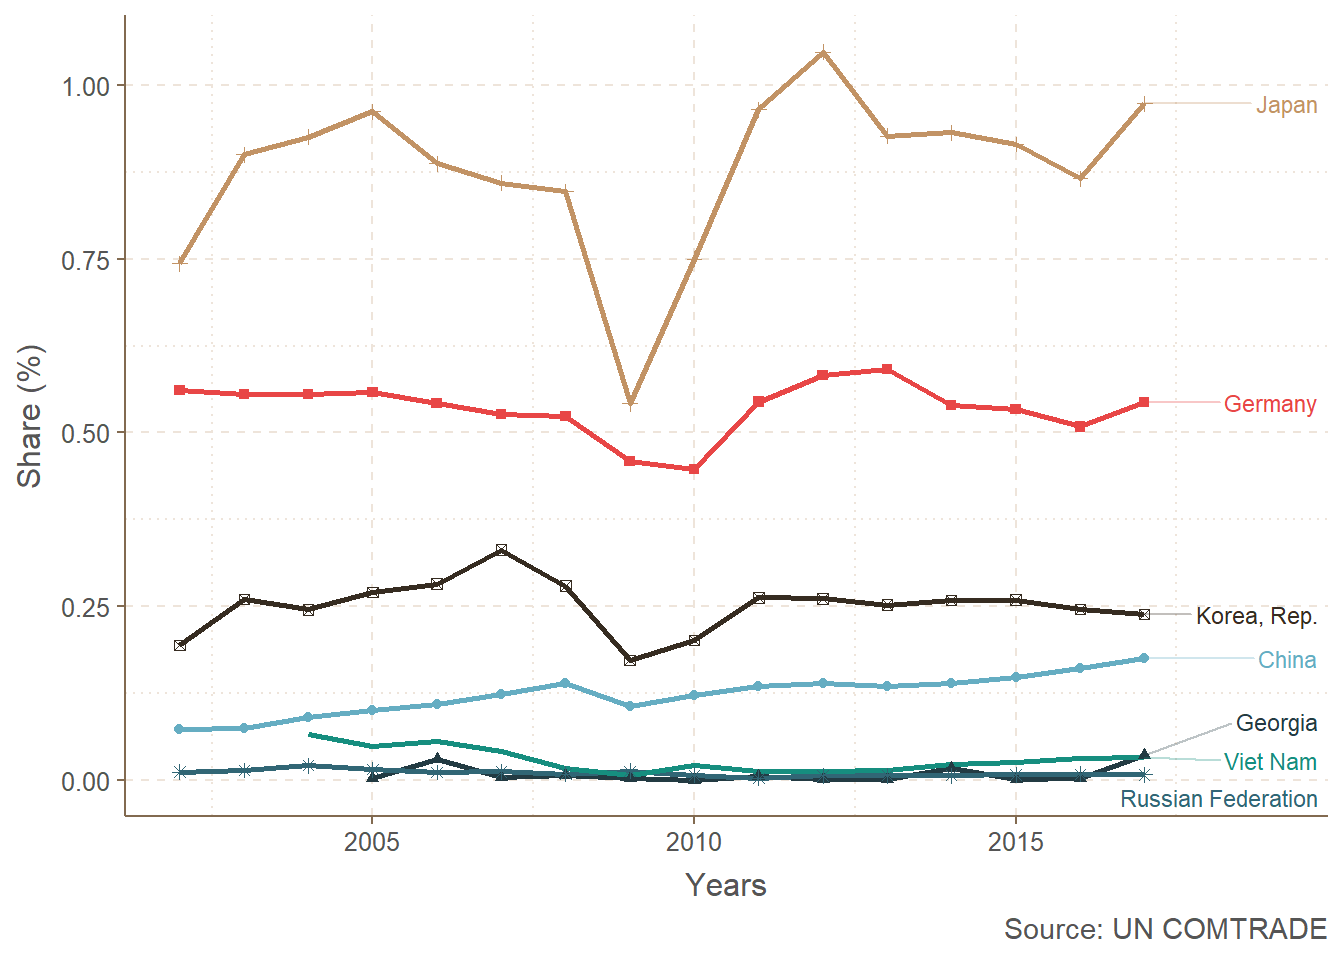 1.00
0.75
0.50
0.25
0.00
Share (%)
Japan
Germany
Korea, Rep.
China
Georgia
Viet Nam
Russian Federation
2005
2010
2015
Years
Source: UN COMTRADE